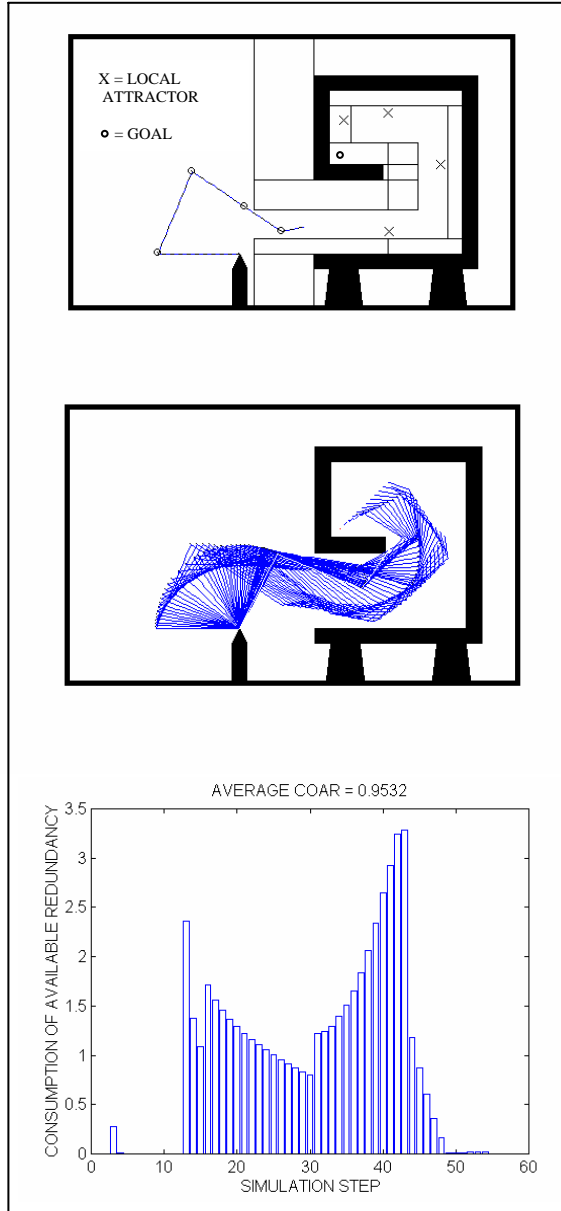 X = LOCAL
ATTRACTOR
o = GOAL
AVERAGE COAR = 0.9532
CONSUMPTION OF AVAILABLE REDUNDANCY
3.5
3
2.5
2
1.5
1
0.5
0
0 10 20 30 40 50 60
SIMULATION STEP